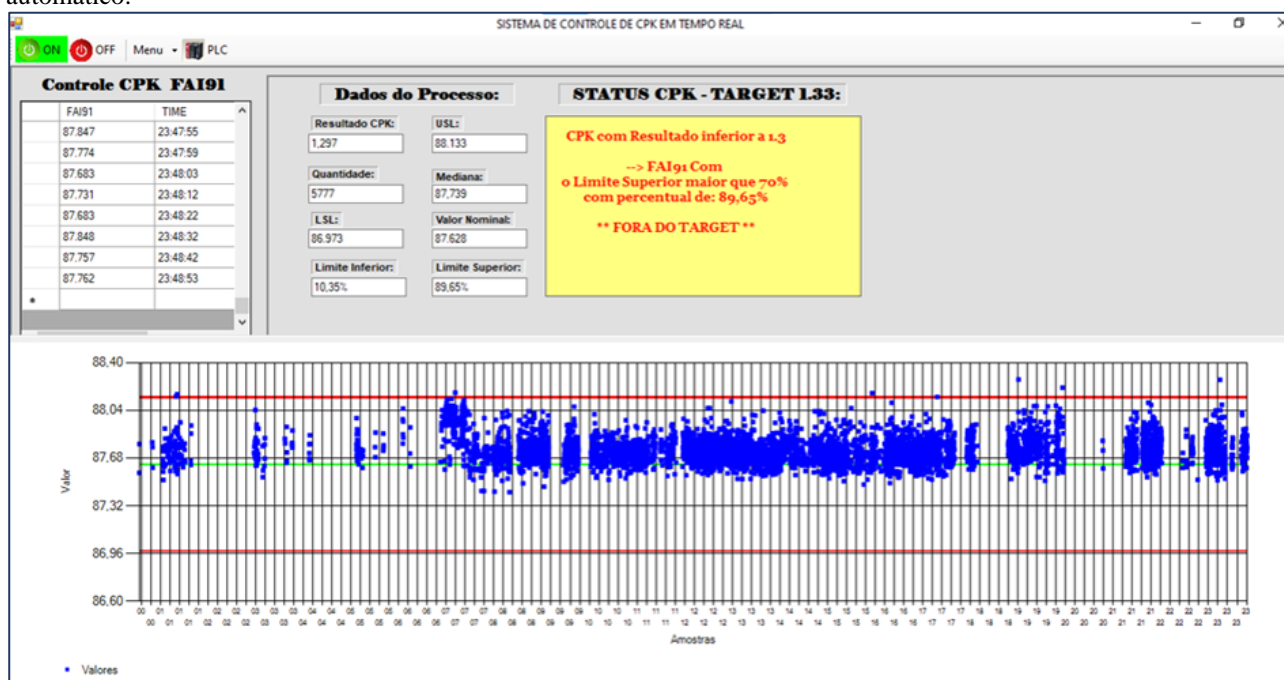 automático.
SISTEMA DE CONTROLE DE CPK EM TEMPO REAL
ON OFF Menu PLC
Controle CPK FAI91
FAI91 TIME
87.847 23:47:55
87.774 23:47:59
87.683 23:48:03
87.731 23:48:12
87.683 23:48:22
87.848 23:48:32
87.757 23:48:42
87.762 23:48:53
Dados do Processo:
Resultado CPK: USL:
1,297 88.133
Quantidade: Mediana:
5777 87,739
LSL: Valor Nominal:
86.973 87.628
Limite Inferior: Limite Superior:
10,35% 89,65%
STATUS CPK - TARGET 1.33:
CPK com Resultado inferior a 1.3
--> FAI91 Com
o Limite Superior maior que 70%
com percentual de: 89,65%
** FORA DO TARGET **
88,40
88,04
87,68
87,32
86,96
86,60
Valor
Amostras
Valores